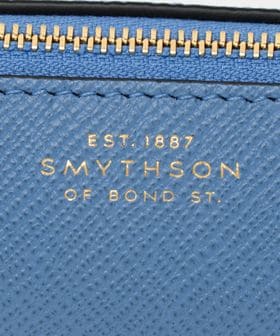 EST. 1887
SMYTHSON
OF BOND ST.